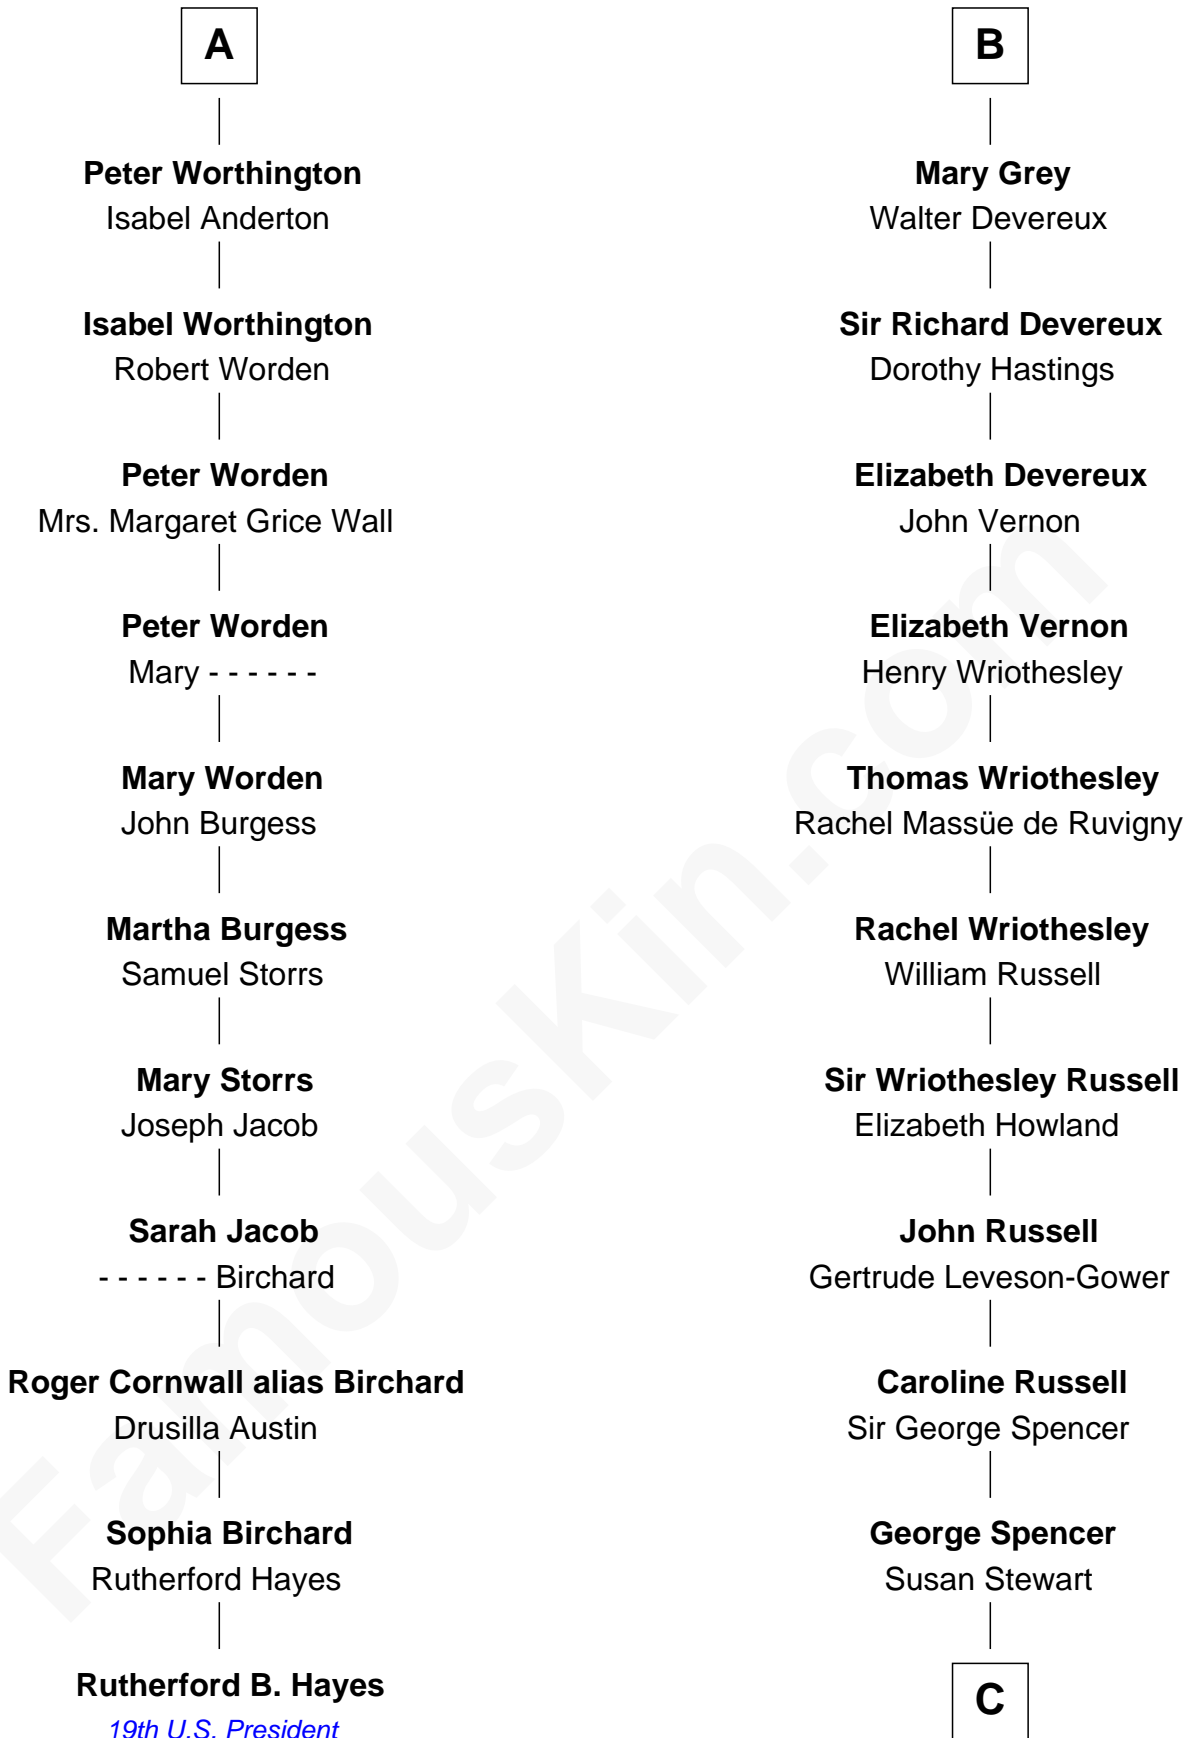 A
Peter Worthington
Isabel Anderton
Isabel Worthington
Robert Worden
Peter Worden
Mrs. Margaret Grice Wall
Peter Worden
Mary - - - - - -
Mary Worden
John Burgess
Martha Burgess
Samuel Storrs
Mary Storrs
Joseph Jacob
Sarah Jacob
- - - - - - Birchard
Roger Cornwall alias Birchard
Drusilla Austin
Sophia Birchard
Rutherford Hayes
Rutherford B. Hayes
19th U.S. President
B
Mary Grey
Walter Devereux
Sir Richard Devereux
Dorothy Hastings
Elizabeth Devereux
John Vernon
Elizabeth Vernon
Henry Wriothesley
Thomas Wriothesley
Rachel Massüe de Ruvigny
Rachel Wriothesley
William Russell
Sir Wriothesley Russell
Elizabeth Howland
John Russell
Gertrude Leveson-Gower
Caroline Russell
Sir George Spencer
George Spencer
Susan Stewart
C
FamousKin.com